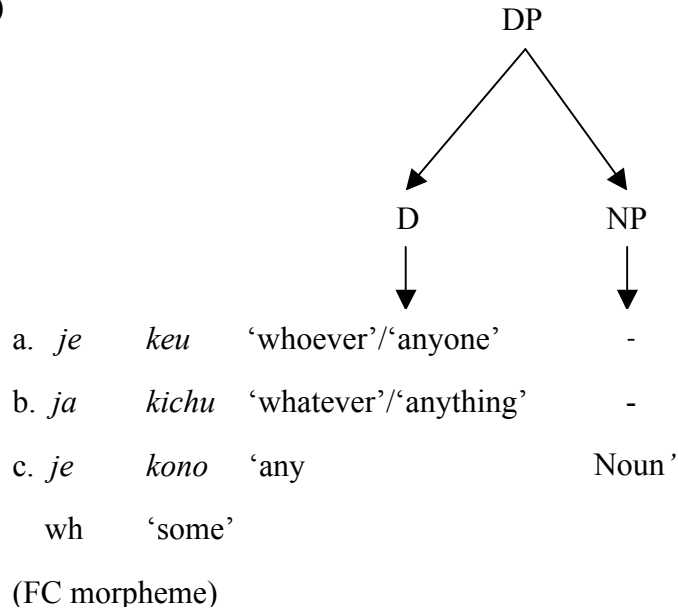 )
DP
D NP
a. je keu ‘whoever’/‘anyone’ -
b. ja kichu ‘whatever’/‘anything’ -
c. je kono ‘any Noun’
wh ‘some’
(FC morpheme)